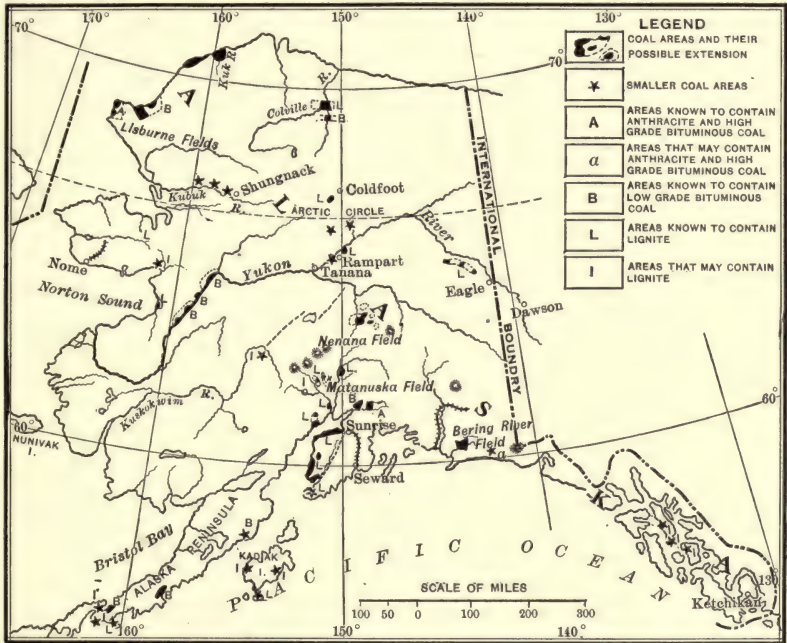 70°
170°
160°
150°
140°
130°
70°
LEGEND
COAL AREAS AND THEIR
POSSIBLE EXTENSION
★ SMALLER COAL AREAS
A AREAS KNOWN TO CONTAIN
ANTHRACITE AND HIGH
GRADE BITUMINOUS COAL
a AREAS THAT MAY CONTAIN
ANTHRACITE AND HIGH
GRADE BITUMINOUS COAL
B AREAS KNOWN TO CONTAIN
LOW GRADE BITUMINOUS
COAL
L AREAS KNOWN TO CONTAIN
LIGNITE
I AREAS THAT MAY CONTAIN
LIGNITE
Kuk R.
A L A S K A
A
B
Lisburne Fields
Colville R.
L
B
Shungnack
Kubuk R.
Coldfoot
L
ARCTIC CIRCLE
Nome
Norton Sound
Yukon River
Rampart
L
Tanana
Eagle
L
Dawson
INTERNATIONAL BOUNDRY
B
B
B
I
Nenana Field
L
Matanuska Field
B
A
Kuskokwim R.
Sunrise
L
Bering River
Field
a
Seward
60°
60°
NUNIVAK
I.
Bristol Bay
ALASKA PENINSULA
B
KADIAK
I.
I
I
L
PACIFIC OCEAN
SCALE OF MILES
100 50 0 100 200 300
130°
Ketchikan
160°
150°
140°